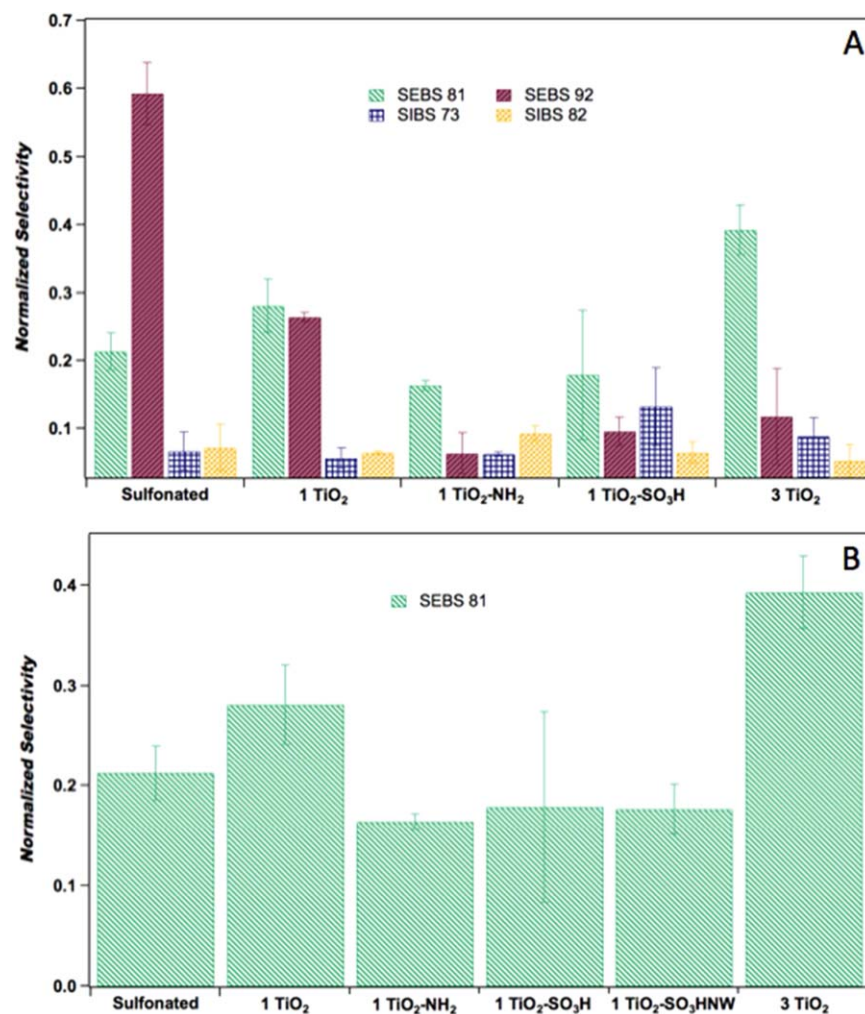 A
0.7
0.6
0.5
0.4
0.3
0.2
0.1
Normalized Selectivity
SEBS 81 SEBS 92
SIBS 73 SIBS 82
Sulfonated 1 TiO₂ 1 TiO₂-NH₂ 1 TiO₂-SO₃H 3 TiO₂
B
0.4
0.3
0.2
0.1
0.0
Normalized Selectivity
SEBS 81
Sulfonated 1 TiO₂ 1 TiO₂-NH₂ 1 TiO₂-SO₃H 1 TiO₂-SO₃HNW 3 TiO₂